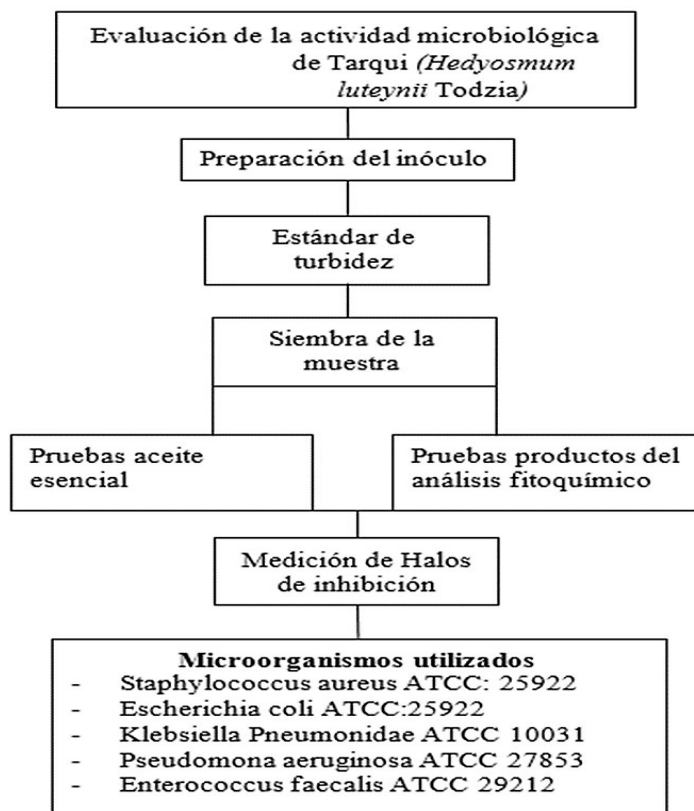 Evaluación de la actividad microbiológica
de Tarqui (Hedyosmum
luteynii Todzia)
Preparación del inóculo
Estándar de
turbidez
Siembra de la
muestra
Pruebas aceite
esencial
Pruebas productos del
análisis fitoquímico
Medición de Halos
de inhibición
Microorganismos utilizados
- Staphylococcus aureus ATCC: 25922
- Escherichia coli ATCC:25922
- Klebsiella Pneumonidae ATCC 10031
- Pseudomona aeruginosa ATCC 27853
- Enterococcus faecalis ATCC 29212